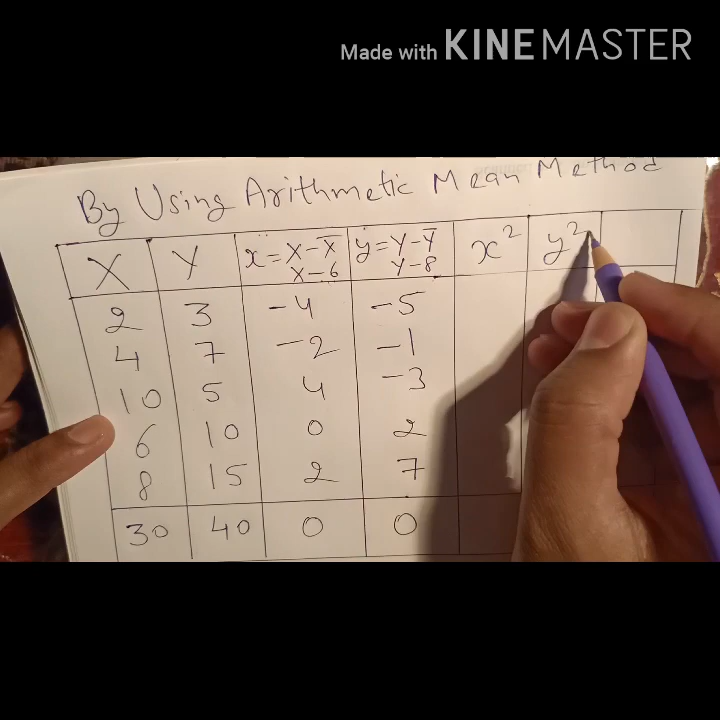 Made with KINEMASTER
By Using Arithmetic Mean Method
X Y x=X-X̅ y=Y-Y̅ x² y²
X-6 Y-8
2 3 -4 -5
4 7 -2 -1
10 5 4 -3
6 10 0 2
8 15 2 7
30 40 0 0